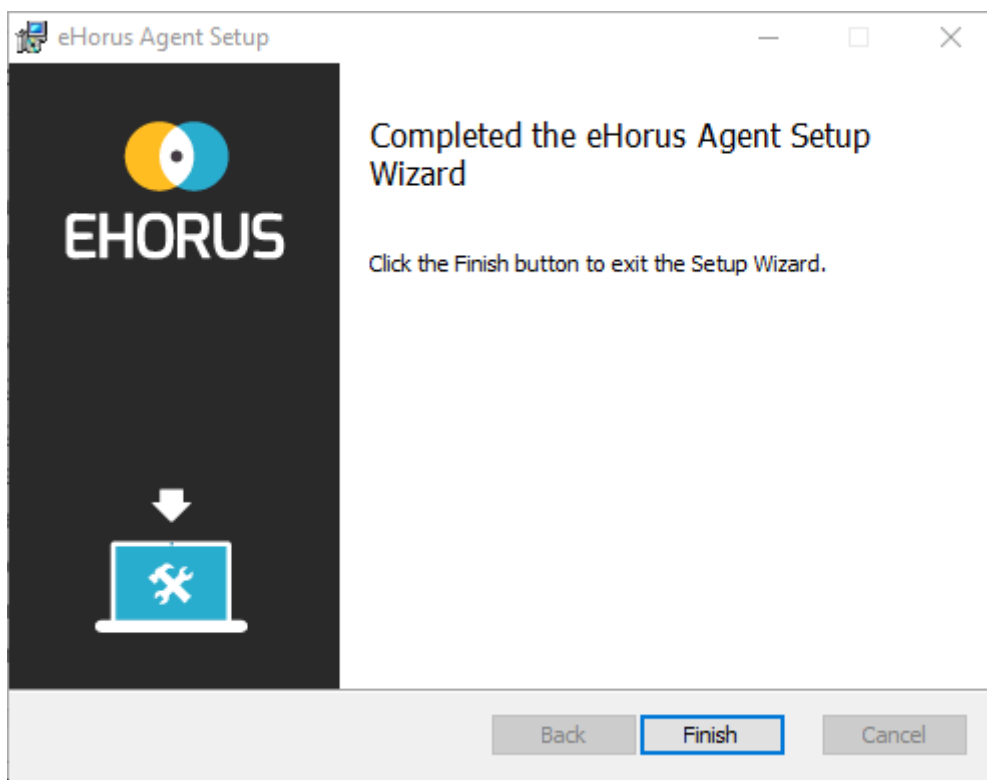 eHorus Agent Setup
EHORUS
Completed the eHorus Agent Setup
Wizard
Click the Finish button to exit the Setup Wizard.
Back
Finish
Cancel